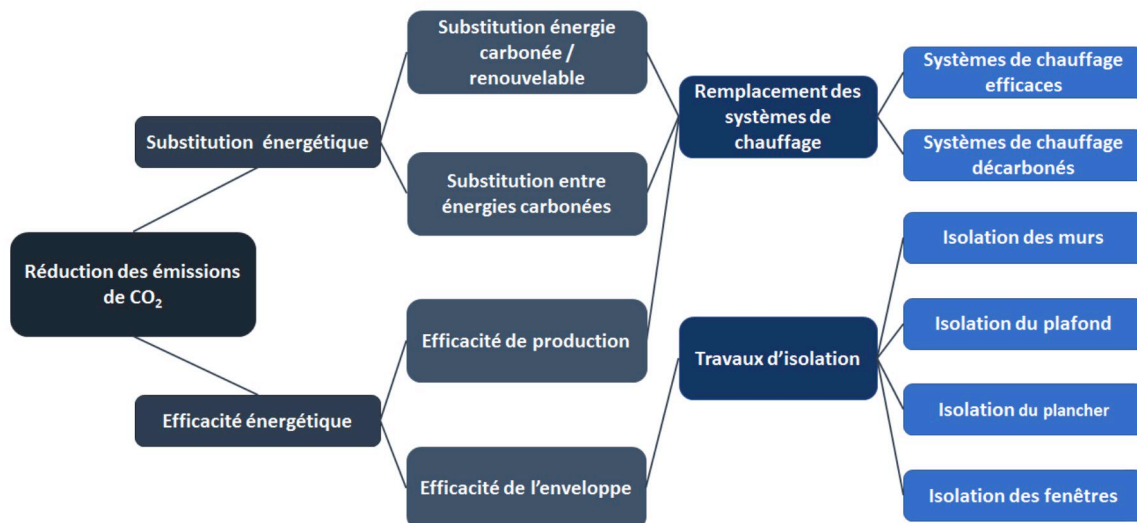 Réduction des émissions
de CO₂
Substitution énergétique
Efficacité énergétique
Substitution énergie
carbonée /
renouvelable
Substitution entre
énergies carbonées
Efficacité de production
Efficacité de l'enveloppe
Remplacement des
systèmes de
chauffage
Travaux d'isolation
Systèmes de chauffage
efficaces
Systèmes de chauffage
décarbonés
Isolation des murs
Isolation du plafond
Isolation du plancher
Isolation des fenêtres